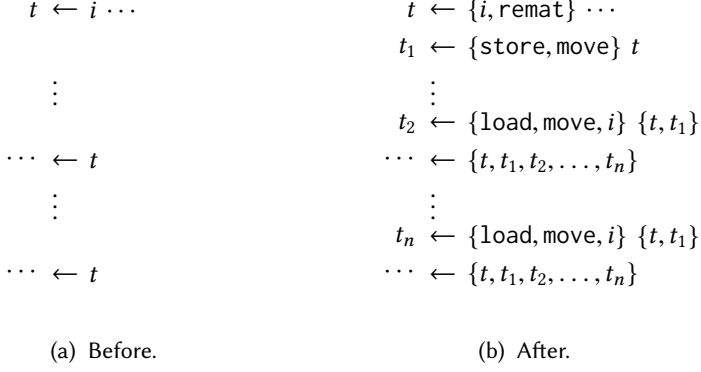 t ← i ⋯
⋮
⋯ ← t
⋮
⋯ ← t
(a) Before.
t ← {i, remat} ⋯
t₁ ← {store, move} t
⋮
t₂ ← {load, move, i} {t, t₁}
⋯ ← {t, t₁, t₂, …, tₙ}
⋮
tₙ ← {load, move, i} {t, t₁}
⋯ ← {t, t₁, t₂, …, tₙ}
(b) After.